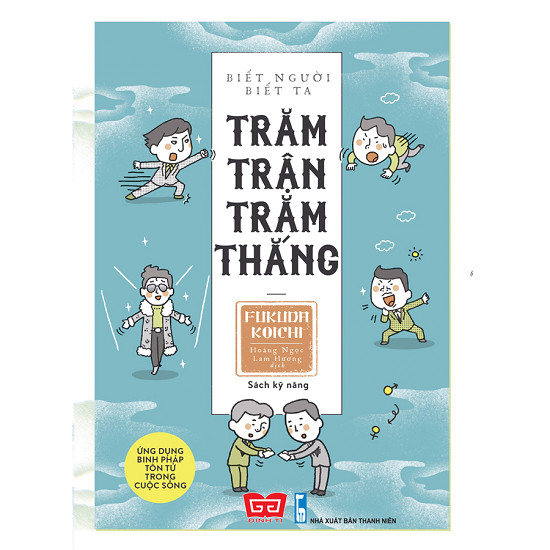 BIẾT NGƯỜI
BIẾT TA
TRĂM
TRẬN
TRĂM
THẮNG
FUKUDA
KOICHI
Hoàng Ngọc
Lam Hương
dịch
Sách kỹ năng
ỨNG DỤNG
BINH PHÁP
TÔN TỬ
TRONG
CUỘC SỐNG
ĐINH TỊ
NHÀ XUẤT BẢN THANH NIÊN